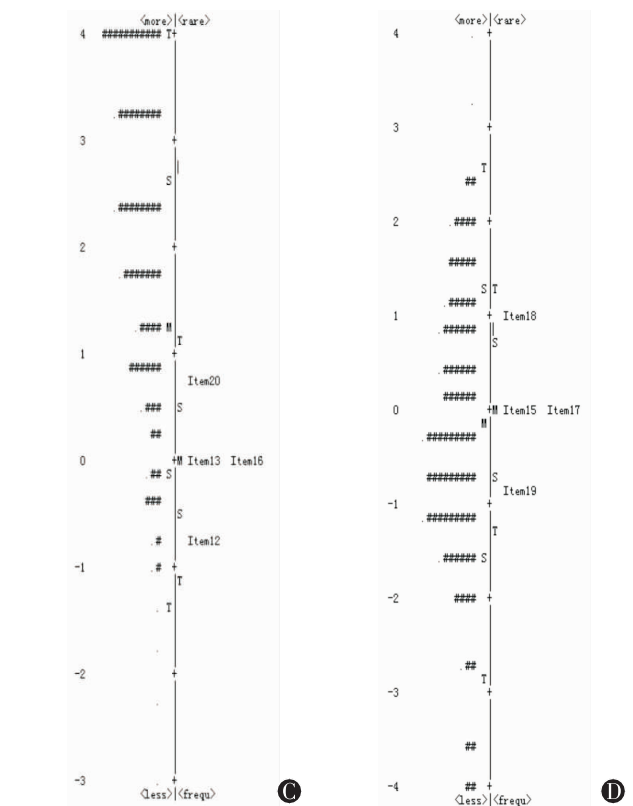 <more>|<rare>
4 ########### T+
.########
3 +
|
S
.########
2 +
.#######
.#### M
T
1 +
######
Item20
.### S
##
0 +M Item13 Item16
.## S
###
S
.# Item12
-1 .# +
T
. T
.
-2 +
.
-3 . +
<less>|<frequ>
C
<more>|<rare>
4 . +
.
3 +
T
##
2 .#### +
#####
S T
.#####
1 + Item18
.###### |
S
.######
.######
0 +M Item15 Item17
M
.#########
.######### S
Item19
-1 +
.#########
T
.###### S
-2 #### +
.##
T
-3 +
##
-4 ## +
<less>|<frequ>
D